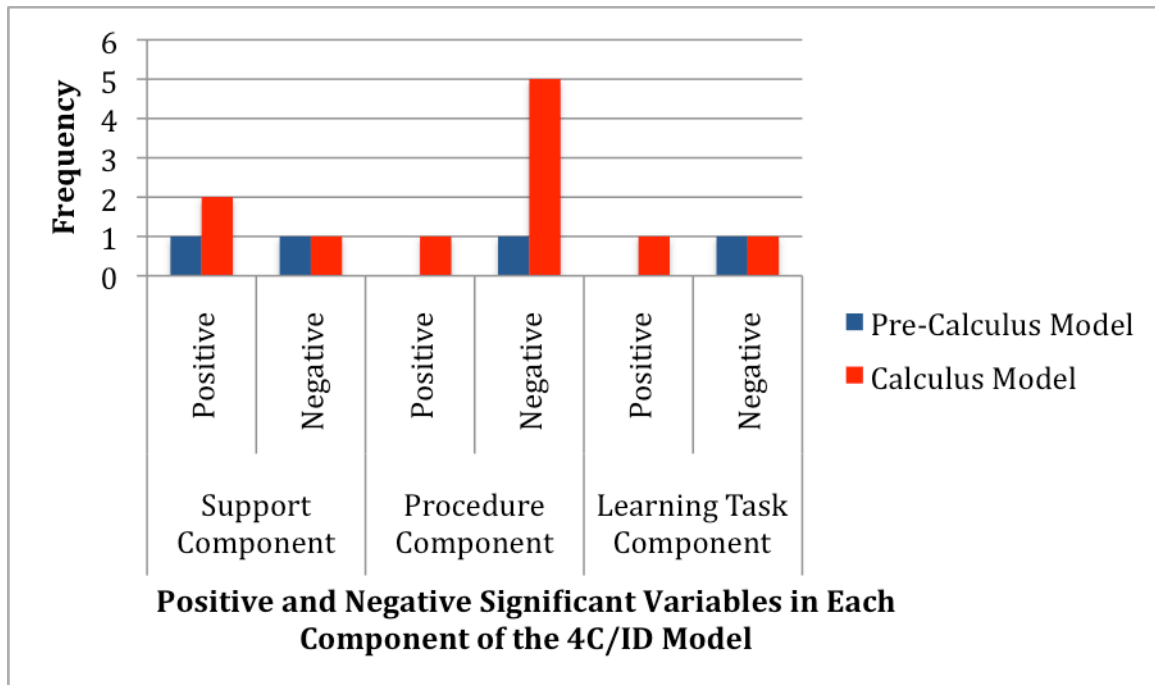 6
5
4
3
2
1
0
Frequency
Positive
Negative
Positive
Negative
Positive
Negative
Support
Component
Procedure
Component
Learning Task
Component
Positive and Negative Significant Variables in Each
Component of the 4C/ID Model
Pre-Calculus Model
Calculus Model